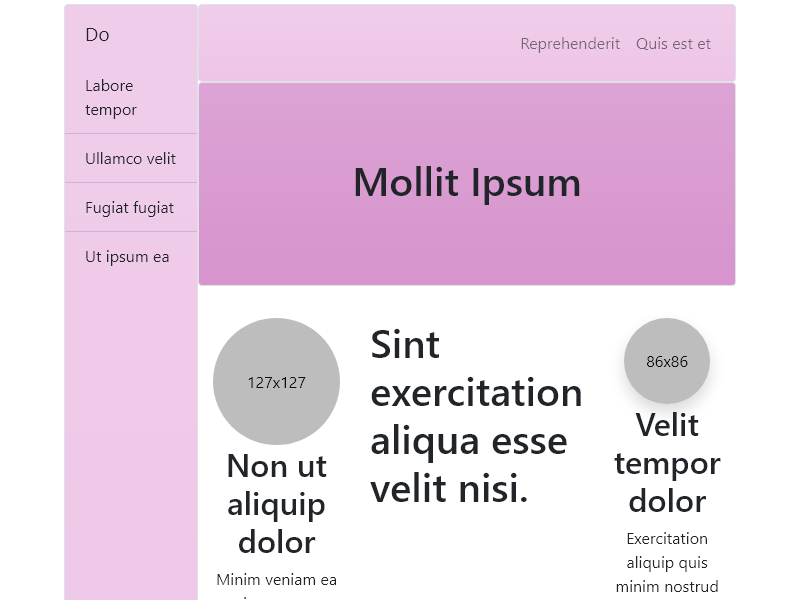 Do
Labore
tempor
Ullamco velit
Fugiat fugiat
Ut ipsum ea
Reprehenderit
Quis est et
Mollit Ipsum
127x127
Non ut
aliquip
dolor
Minim veniam ea
Sint
exercitation
aliqua esse
velit nisi.
86x86
Velit
tempor
dolor
Exercitation
aliquip quis
minim nostrud